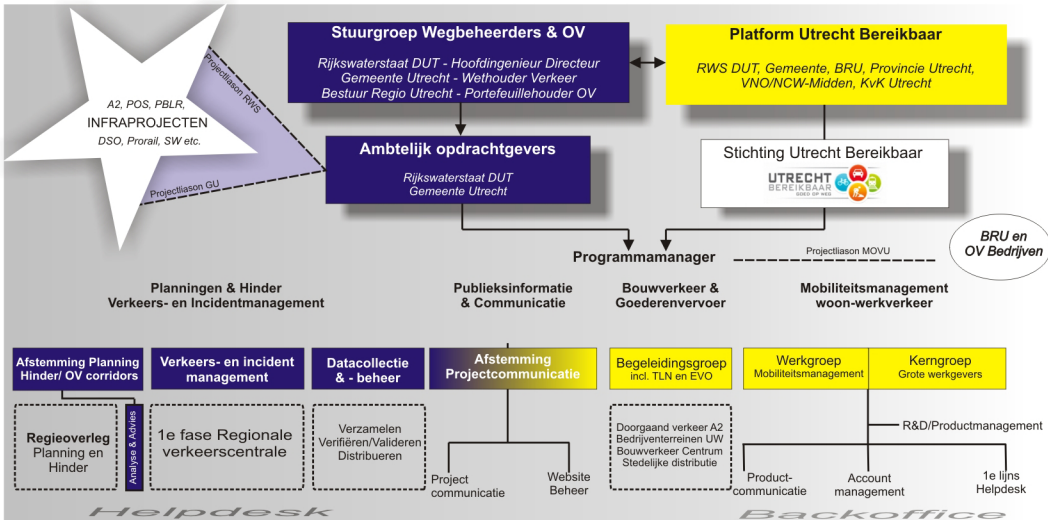 Stuurgroep Wegbeheerders & OV
Rijkswaterstaat DUT - Hoofdingenieur Directeur
Gemeente Utrecht - Wethouder Verkeer
Bestuur Regio Utrecht - Portefeuillehouder OV
Platform Utrecht Bereikbaar
RWS DUT, Gemeente, BRU, Provincie Utrecht,
VNO/NCW-Midden, KvK Utrecht
Projectliason RWS
A2, POS, PBLR,
INFRAPROJECTEN
DSO, Prorail, SW etc.
Projectliason GU
Ambtelijk opdrachtgevers
Rijkswaterstaat DUT
Gemeente Utrecht
Stichting Utrecht Bereikbaar
UTRECHT
BEREIKBAAR
GOED OP WEG
Programmamanager
Projectliason MOVU
BRU en
OV Bedrijven
Planningen & Hinder
Verkeers- en Incidentmanagement
Publieksinformatie
& Communicatie
Bouwverkeer &
Goederenvervoer
Mobiliteitsmanagement
woon-werkverkeer
Afstemming Planning
Hinder/ OV corridors
Verkeers- en incident
management
Datacollectie
& - beheer
Afstemming
Projectcommunicatie
Begeleidingsgroep
incl. TLN en EVO
Werkgroep
Mobiliteitsmanagement
Kerngroep
Grote werkgevers
Regieoverleg
Planning en
Hinder
Analyse & Advies
1e fase Regionale
verkeerscentrale
Verzamelen
Verifiëren/Valideren
Distribueren
Project
communicatie
Website
Beheer
Doorgaand verkeer A2
Bedrijventerreinen UW
Bouwverkeer Centrum
Stedelijke distributie
R&D/Productmanagement
Product-
communicatie
Account
management
1e lijns
Helpdesk
Helpdesk
Backoffice